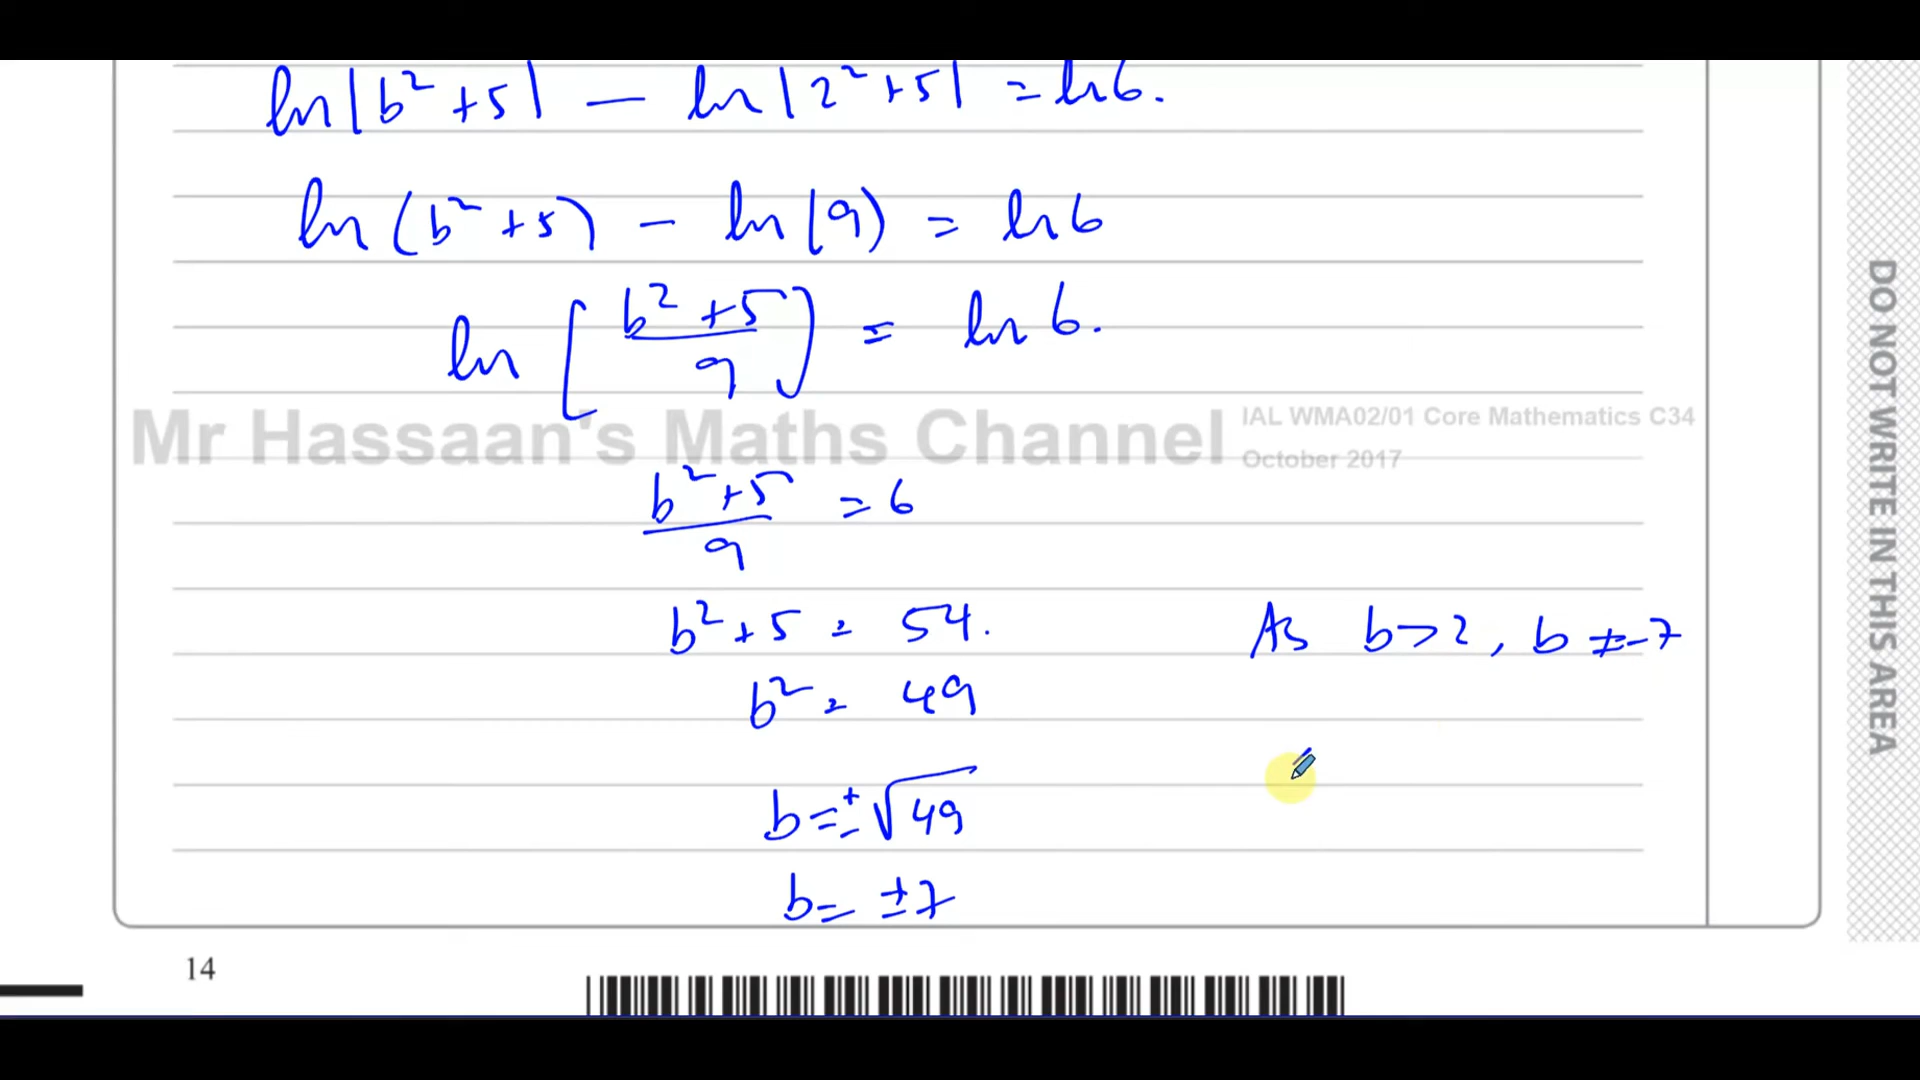 ln|b² + 5| — ln|2² + 5| = ln6.
ln(b² + 5) - ln(9) = ln6
ln[(b² + 5)/9] = ln6.
Mr Hassaan's Maths Channel
IAL WMA02/01 Core Mathematics C34
October 2017
(b² + 5)/9 = 6
b² + 5 = 54.
As b > 2, b ≠ -7
b² = 49
b = ±√49
b = ±7
14
DO NOT WRITE IN THIS AREA